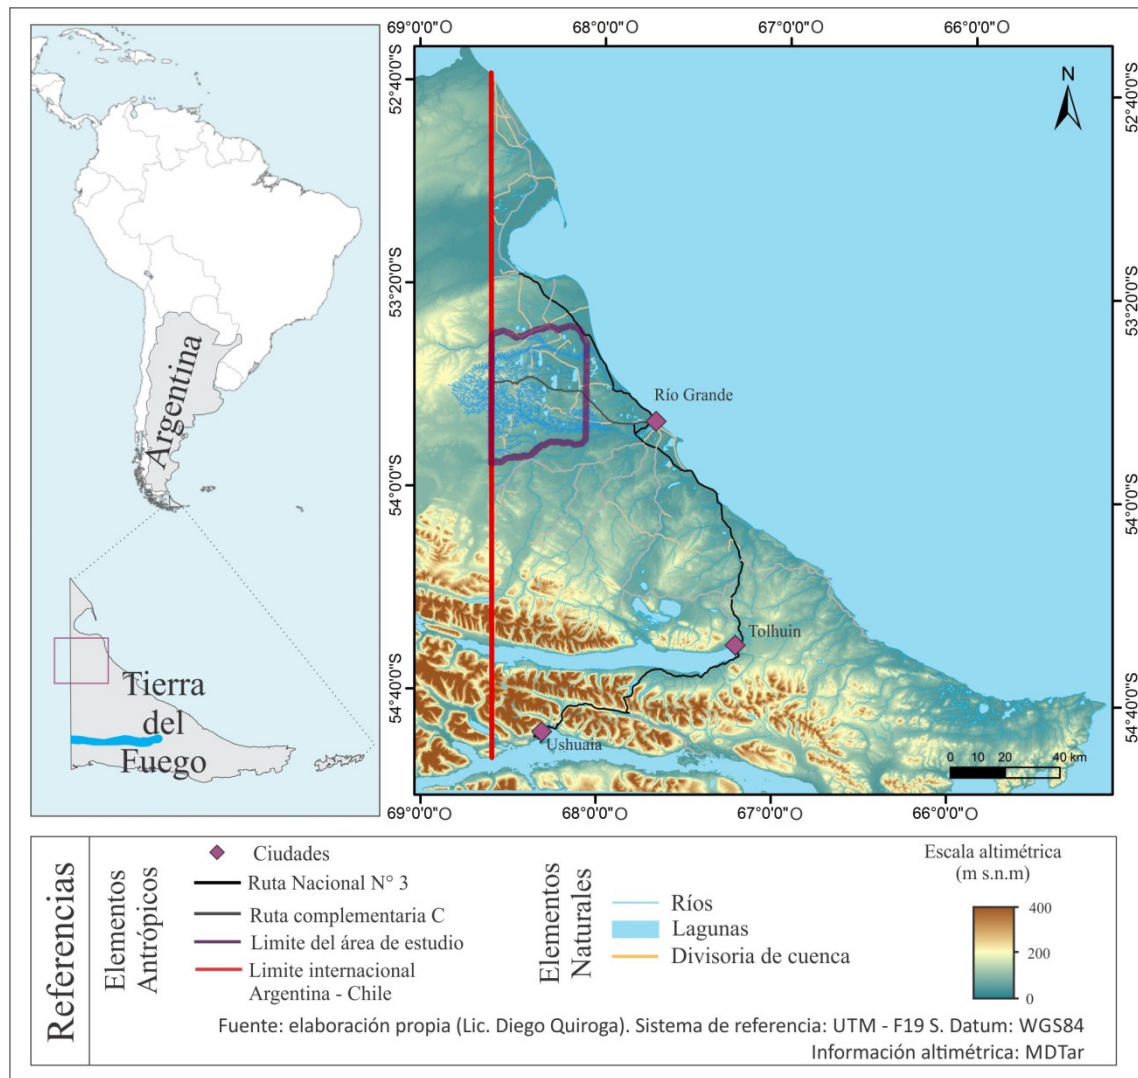 Argentina
Tierra
del
Fuego
69°0'0"O
68°0'0"O
67°0'0"O
66°0'0"O
52°40'0"S
53°20'0"S
54°0'0"S
54°40'0"S
52°40'0"S
53°20'0"S
54°0'0"S
54°40'0"S
N
Río Grande
Tolhuin
Ushuaia
0 20 40 km
69°0'0"O
68°0'0"O
67°0'0"O
66°0'0"O
Referencias
Elementos
Antrópicos
Ciudades
Ruta Nacional N° 3
Ruta complementaria C
Limite del área de estudio
Limite internacional
Argentina - Chile
Elementos
Naturales
Ríos
Lagunas
Divisoria de cuenca
Escala altimétrica
(m s.n.m)
400
200
0
Fuente: elaboración propia (Lic. Diego Quiroga). Sistema de referencia: UTM - F19 S. Datum: WGS84
Información altimétrica: MDTar